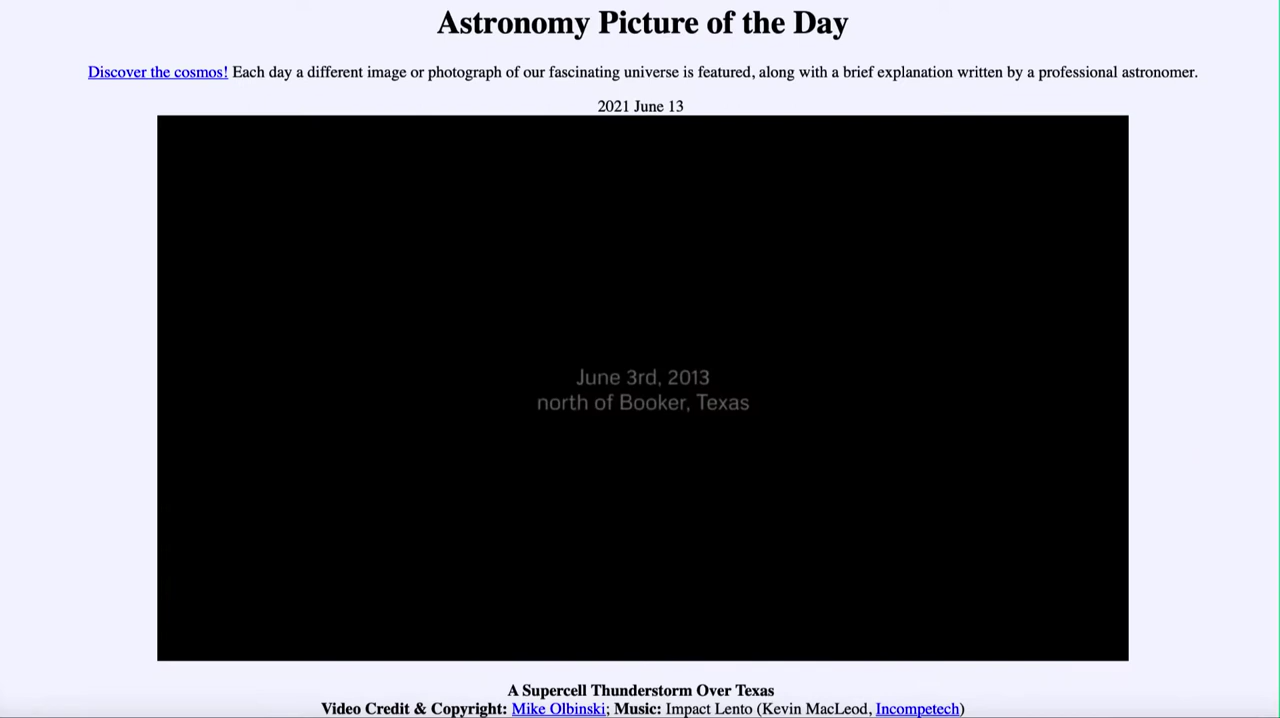 Astronomy Picture of the Day
Discover the cosmos! Each day a different image or photograph of our fascinating universe is featured, along with a brief explanation written by a professional astronomer.
2021 June 13
June 3rd, 2013
north of Booker, Texas
A Supercell Thunderstorm Over Texas
Video Credit & Copyright: Mike Olbinski; Music: Impact Lento (Kevin MacLeod, Incompetech)